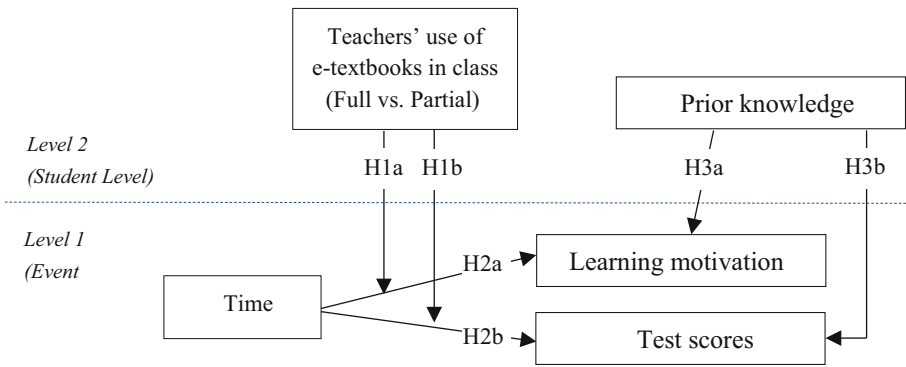 Teachers’ use of
e-textbooks in class
(Full vs. Partial)
Prior knowledge
Level 2
(Student Level)
H1a
H1b
H3a
H3b
Level 1
(Event
H2a
Learning motivation
Time
H2b
Test scores